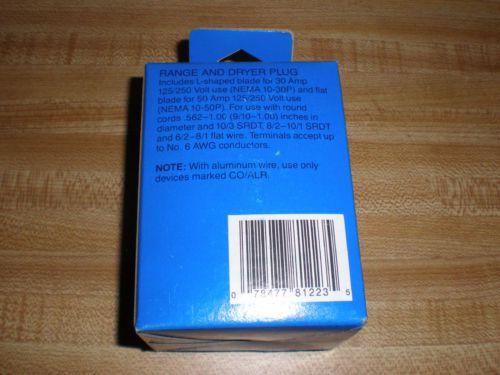 RANGE AND DRYER PLUG
Includes L-shaped blade for 30 Amp
125/250 Volt use (NEMA 10-30P) and flat
blade for 50 Amp 125/250 Volt use
(NEMA 10-50P). For use with round
cords .562-1.00 (9/10-1.0u) inches in
diameter and 10/3 SRDT, 8/2-10/1 SRDT
and 6/2-8/1 flat wire. Terminals accept up
to No. 6 AWG conductors.
NOTE: With aluminum wire, use only
devices marked CO/ALR.
0 78477 81223 5